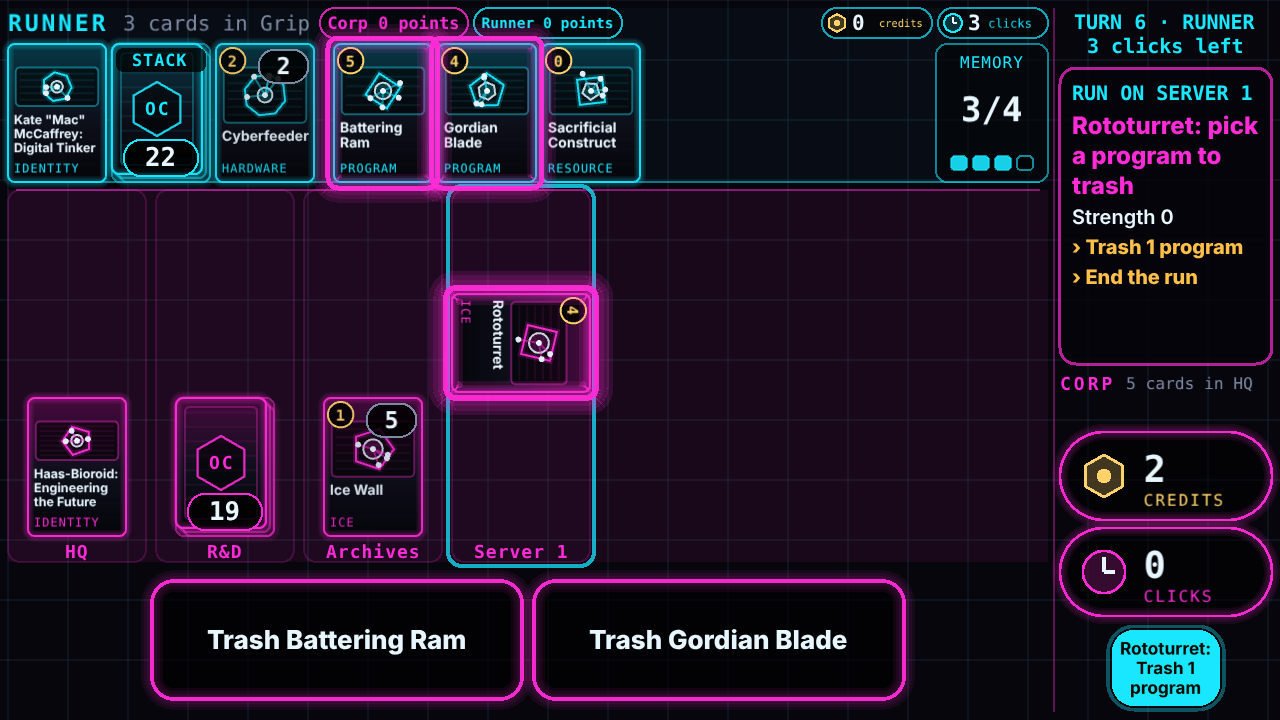 RUNNER 3 cards in Grip Corp 0 points Runner 0 points 0 credits 3 clicks
Kate "Mac" McCaffrey: Digital Tinker
IDENTITY
STACK
OC
22
2
2
Cyberfeeder
HARDWARE
5
Battering Ram
PROGRAM
4
Gordian Blade
PROGRAM
0
Sacrificial Construct
RESOURCE
MEMORY
3/4
TURN 6 · RUNNER
3 clicks left
RUN ON SERVER 1
Rototurret: pick
a program to
trash
Strength 0
› Trash 1 program
› End the run
4
Rototurret
ICE
Haas-Bioroid:
Engineering
the Future
IDENTITY
HQ
OC
19
R&D
1
5
Ice Wall
ICE
Archives
Server 1
CORP 5 cards in HQ
2
CREDITS
0
CLICKS
Trash Battering Ram
Trash Gordian Blade
Rototurret:
Trash 1
program